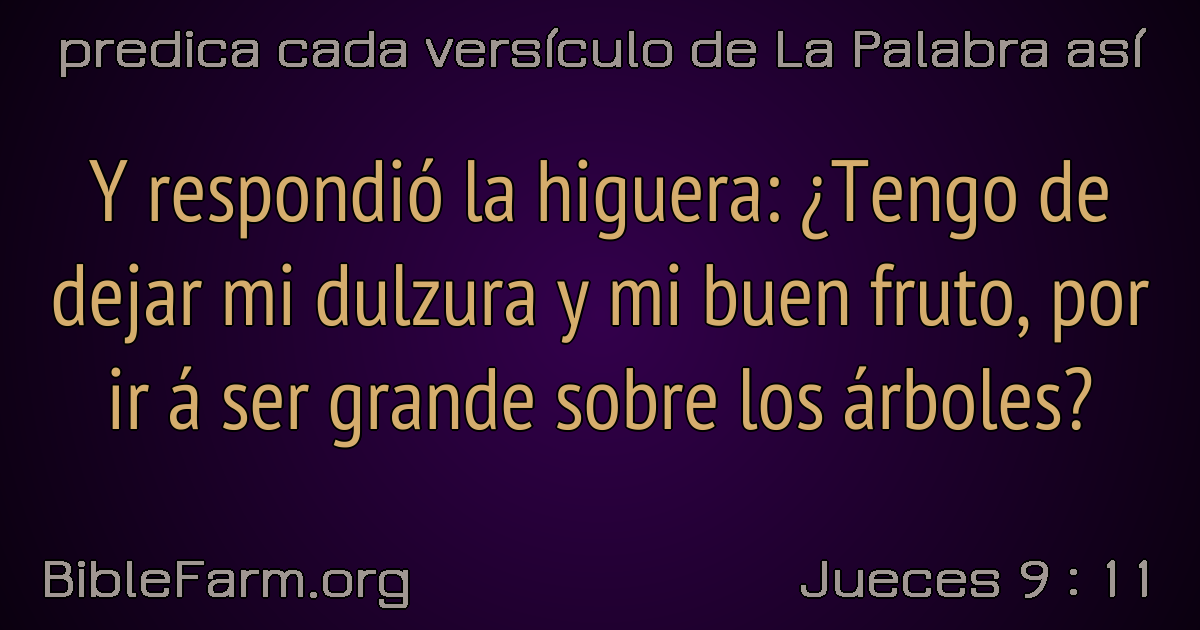 predica cada versículo de La Palabra así
Y respondió la higuera: ¿Tengo de
dejar mi dulzura y mi buen fruto, por
ir á ser grande sobre los árboles?
BibleFarm.org
Jueces 9 : 11